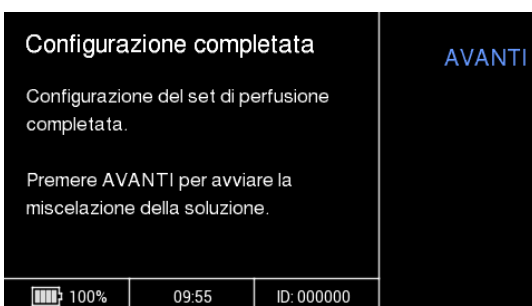 Configurazione completata
AVANTI
Configurazione del set di perfusione
completata.
Premere AVANTI per avviare la
miscelazione della soluzione.
100%
09:55
ID: 000000